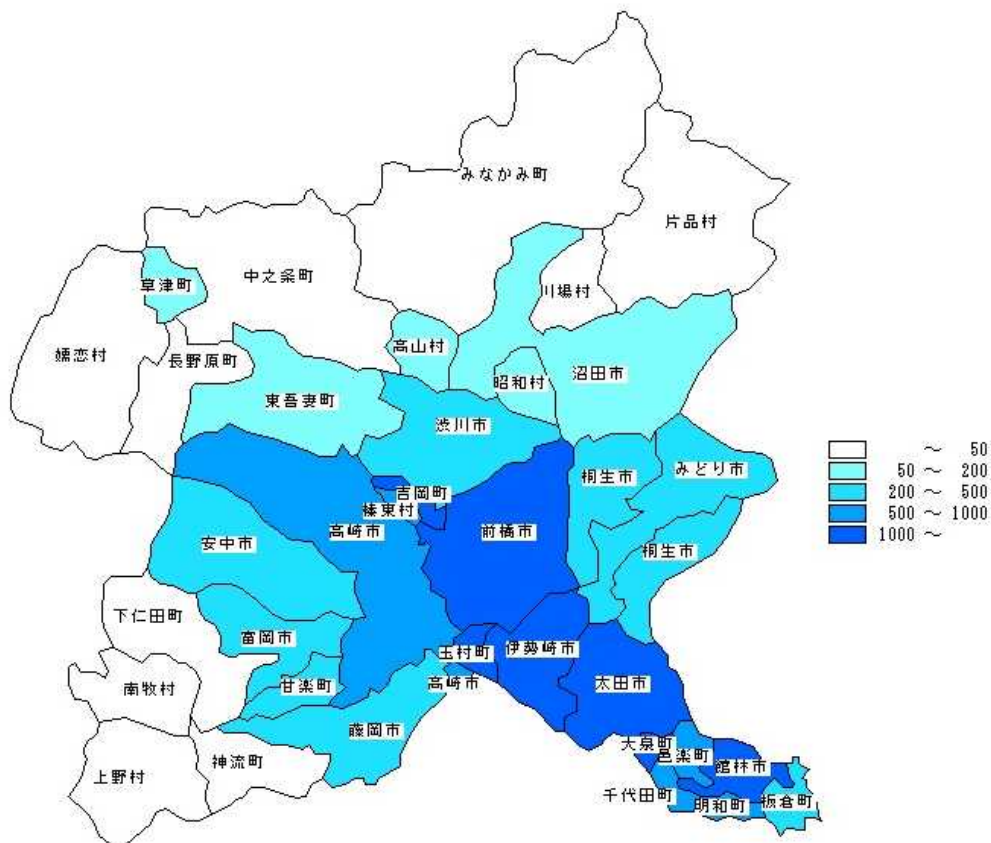 みなかみ町
片品村
中之条町
草津町
川場村
嬬恋村
長野原町
高山村
昭和村
沼田市
東吾妻町
渋川市
桐生市
みどり市
吉岡町
榛東村
高崎市
前橋市
安中市
桐生市
下仁田町
富岡市
玉村町
伊勢崎市
南牧村
甘楽町
高崎市
太田市
藤岡市
神流町
上野村
大泉町
邑楽町
館林市
千代田町
明和町
板倉町
～ 50
50 ～ 200
200 ～ 500
500 ～ 1000
1000 ～